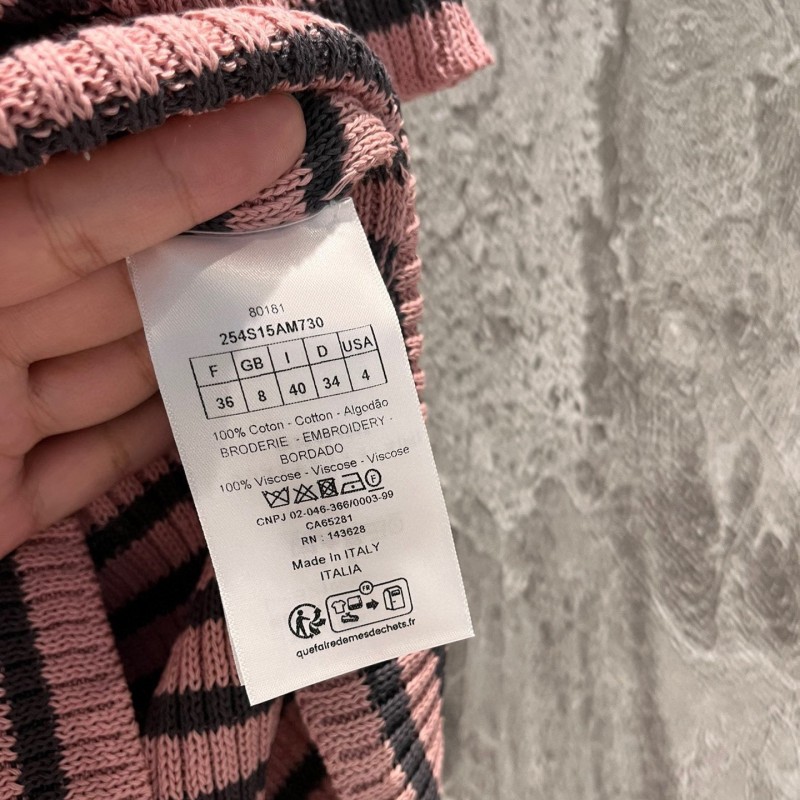 80181
254S15AM730
F GB I D USA
36 8 40 34 4
100% Coton - Cotton - Algodão
BRODERIE - EMBROIDERY -
BORDADO
100% Viscose - Viscose - Viscose
F
CNPJ 02-046-366/0003-99
CA65281
RN : 143628
Made in ITALY
ITALIA
FR
quefairedemesdechets.fr